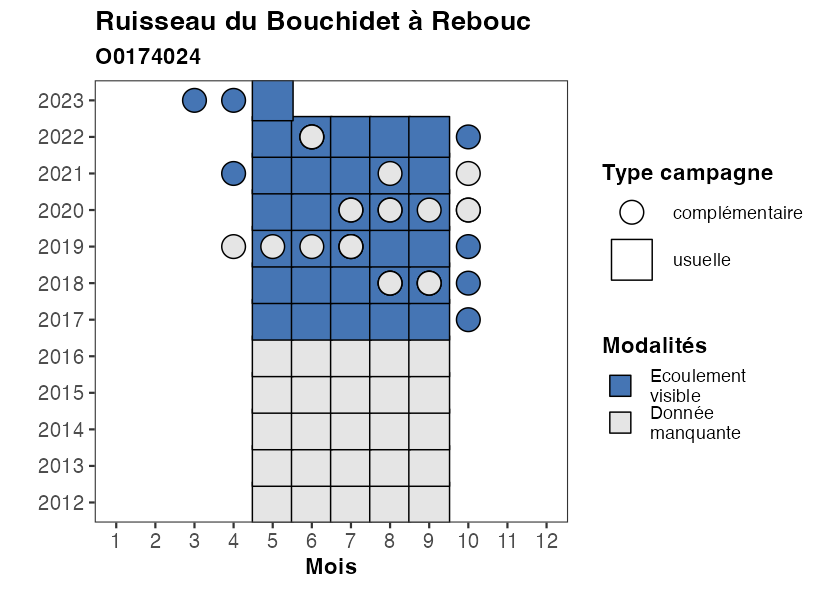 Ruisseau du Bouchidet à Rebouc
O0174024
2023
2022
2021
2020
2019
2018
2017
2016
2015
2014
2013
2012
1 2 3 4 5 6 7 8 9 10 11 12
Mois
Type campagne
complémentaire
usuelle
Modalités
Ecoulement
visible
Donnée
manquante